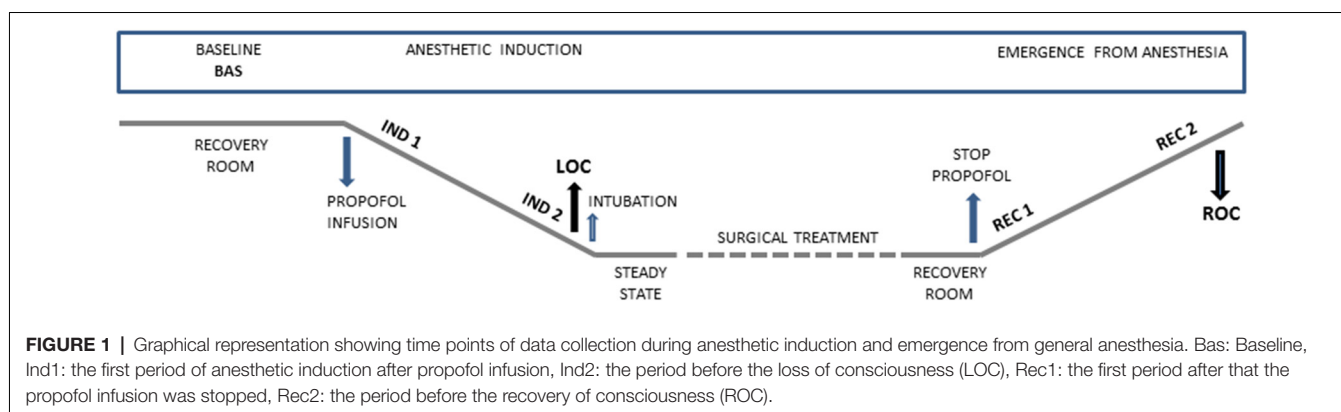 BASELINE
BAS
ANESTHETIC INDUCTION
EMERGENCE FROM ANESTHESIA
RECOVERY
ROOM
PROPOFOL
INFUSION
IND 1
IND 2
LOC
INTUBATION
STEADY
STATE
SURGICAL TREATMENT
STOP
PROPOFOL
RECOVERY
ROOM
REC 1
REC 2
ROC
FIGURE 1 | Graphical representation showing time points of data collection during anesthetic induction and emergence from general anesthesia. Bas: Baseline,
Ind1: the first period of anesthetic induction after propofol infusion, Ind2: the period before the loss of consciousness (LOC), Rec1: the first period after that the
propofol infusion was stopped, Rec2: the period before the recovery of consciousness (ROC).